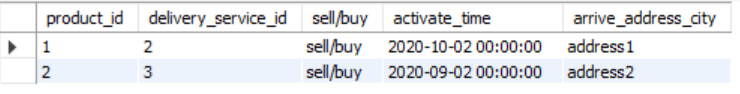 product_id delivery_service_id sell/buy activate_time arrive_address_city
1 2 sell/buy 2020-10-02 00:00:00 address1
2 3 sell/buy 2020-09-02 00:00:00 address2